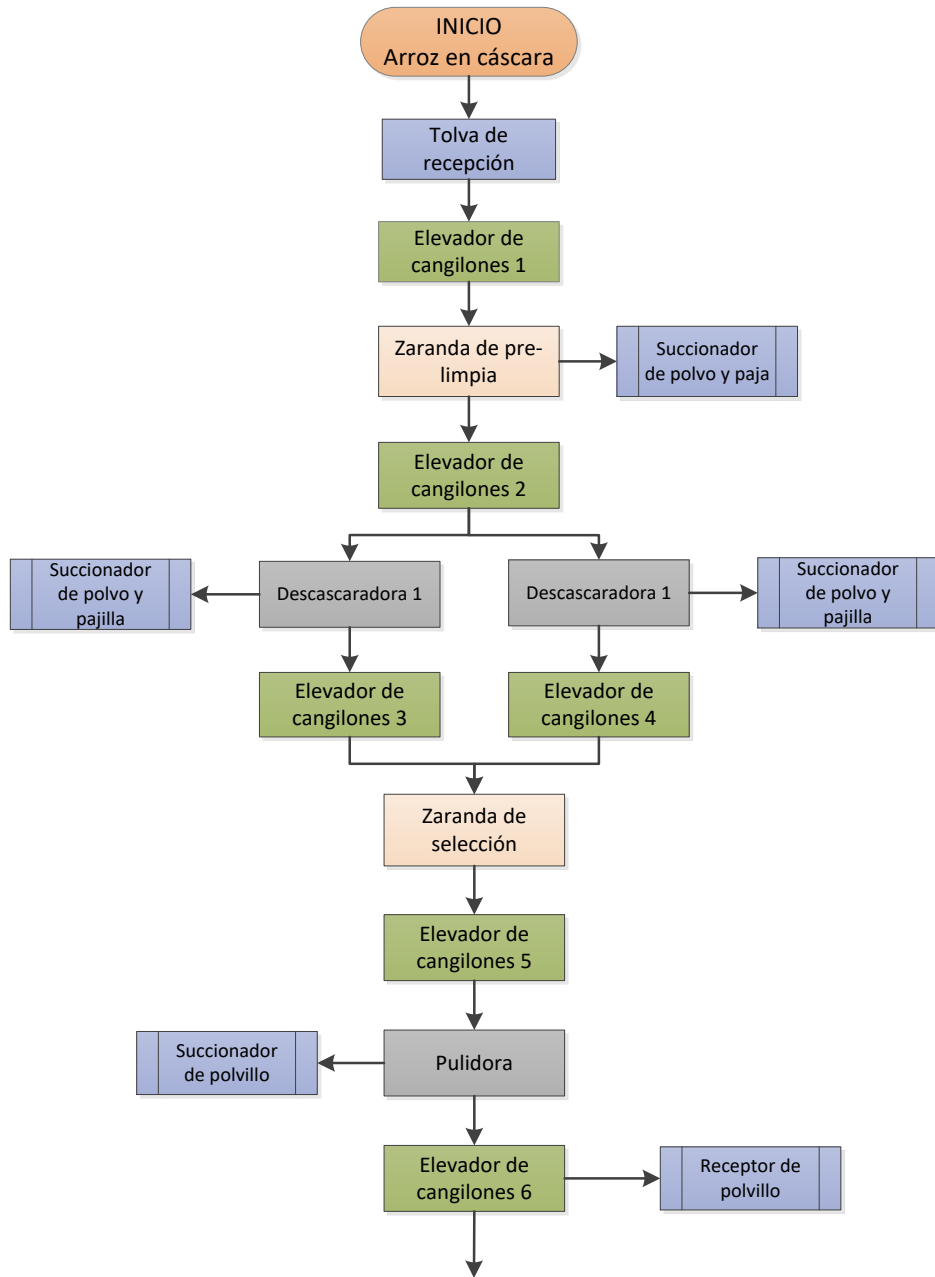 INICIO
Arroz en cáscara
Tolva de
recepción
Elevador de
cangilones 1
Zaranda de pre-
limpia
Succionador
de polvo y paja
Elevador de
cangilones 2
Succionador
de polvo y
pajilla
Descascaradora 1
Descascaradora 1
Succionador
de polvo y
pajilla
Elevador de
cangilones 3
Elevador de
cangilones 4
Zaranda de
selección
Elevador de
cangilones 5
Succionador
de polvillo
Pulidora
Elevador de
cangilones 6
Receptor de
polvillo